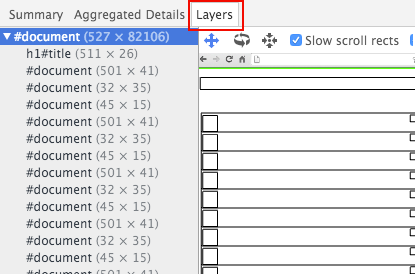 Summary Aggregated Details Layers
#document (527 × 82106)
h1#title (511 × 26)
Slow scroll rects
#document (501 × 41)
#document (32 × 35)
#document (45 × 15)
#document (501 × 41)
#document (32 × 35)
#document (45 × 15)
#document (501 × 41)
#document (32 × 35)
#document (45 × 15)
#document (501 × 41)
#document (32 × 35)
#document (45 × 15)
#document (501 × 41)